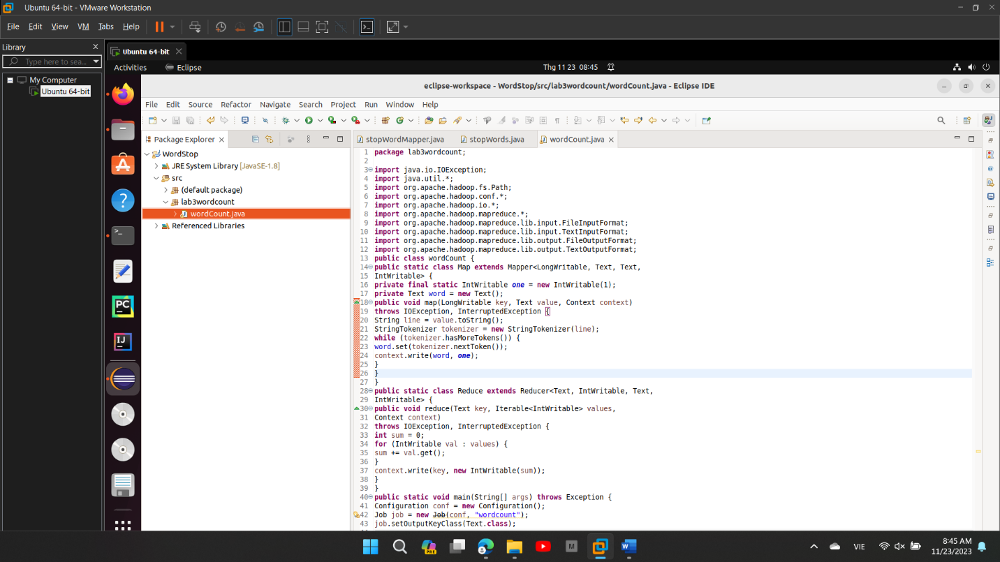 Ubuntu 64-bit - VMware Workstation
File Edit View VM Tabs Help
Library
Type here to sea...
My Computer
Ubuntu 64-bit
Ubuntu 64-bit
Activities Eclipse Thg 11 23 08:45
eclipse-workspace - WordStop/src/lab3wordcount/wordCount.java - Eclipse IDE
File Edit Source Refactor Navigate Search Project Run Window Help
Package Explorer
WordStop
JRE System Library [JavaSE-1.8]
src
(default package)
lab3wordcount
wordCount.java
Referenced Libraries
stopWordMapper.java stopWords.java wordCount.java
1 package lab3wordcount;
2
3 import java.io.IOException;
4 import java.util.*;
5 import org.apache.hadoop.fs.Path;
6 import org.apache.hadoop.conf.*;
7 import org.apache.hadoop.io.*;
8 import org.apache.hadoop.mapreduce.*;
9 import org.apache.hadoop.mapreduce.lib.input.FileInputFormat;
10 import org.apache.hadoop.mapreduce.lib.input.TextInputFormat;
11 import org.apache.hadoop.mapreduce.lib.output.FileOutputFormat;
12 import org.apache.hadoop.mapreduce.lib.output.TextOutputFormat;
13 public class wordCount {
14 public static class Map extends Mapper<LongWritable, Text, Text,
15 IntWritable> {
16 private final static IntWritable one = new IntWritable(1);
17 private Text word = new Text();
18 public void map(LongWritable key, Text value, Context context)
19 throws IOException, InterruptedException {
20 String line = value.toString();
21 StringTokenizer tokenizer = new StringTokenizer(line);
22 while (tokenizer.hasMoreTokens()) {
23 word.set(tokenizer.nextToken());
24 context.write(word, one);
25 }
26 }
27 }
28 public static class Reduce extends Reducer<Text, IntWritable, Text,
29 IntWritable> {
30 public void reduce(Text key, Iterable<IntWritable> values,
31 Context context)
32 throws IOException, InterruptedException {
33 int sum = 0;
34 for (IntWritable val : values) {
35 sum += val.get();
36 }
37 context.write(key, new IntWritable(sum));
38 }
39 }
40 public static void main(String[] args) throws Exception {
41 Configuration conf = new Configuration();
42 Job job = new Job(conf, "wordcount");
43 job.setOutputKeyClass(Text.class);
VIE
8:45 AM
11/23/2023